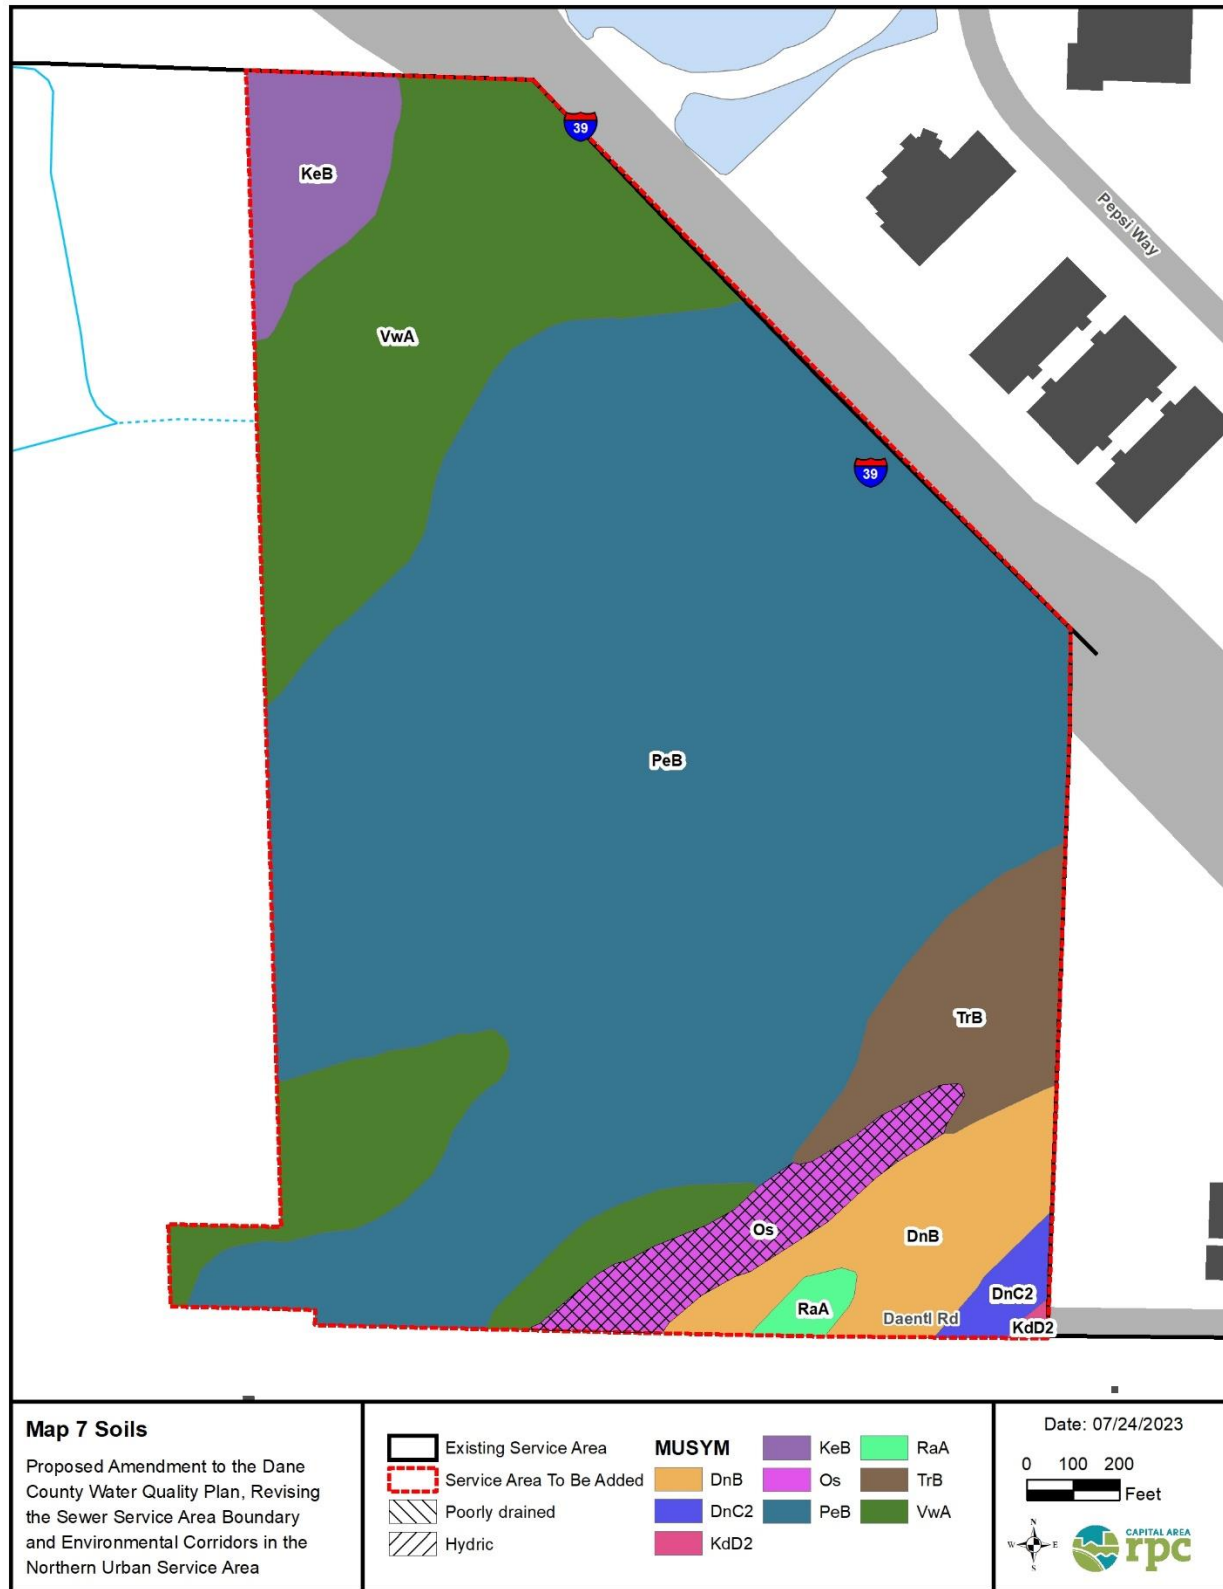 39
Pepsi Way
KeB
VwA
39
PeB
TrB
Os
DnB
RaA
DnC2
Daentl Rd
KdD2
Map 7 Soils
Proposed Amendment to the Dane
County Water Quality Plan, Revising
the Sewer Service Area Boundary
and Environmental Corridors in the
Northern Urban Service Area
Existing Service Area
Service Area To Be Added
Poorly drained
Hydric
MUSYM
DnB
DnC2
KdD2
KeB
Os
PeB
RaA
TrB
VwA
Date: 07/24/2023
0 100 200
Feet
N
W E
S
CAPITAL AREA
rpc